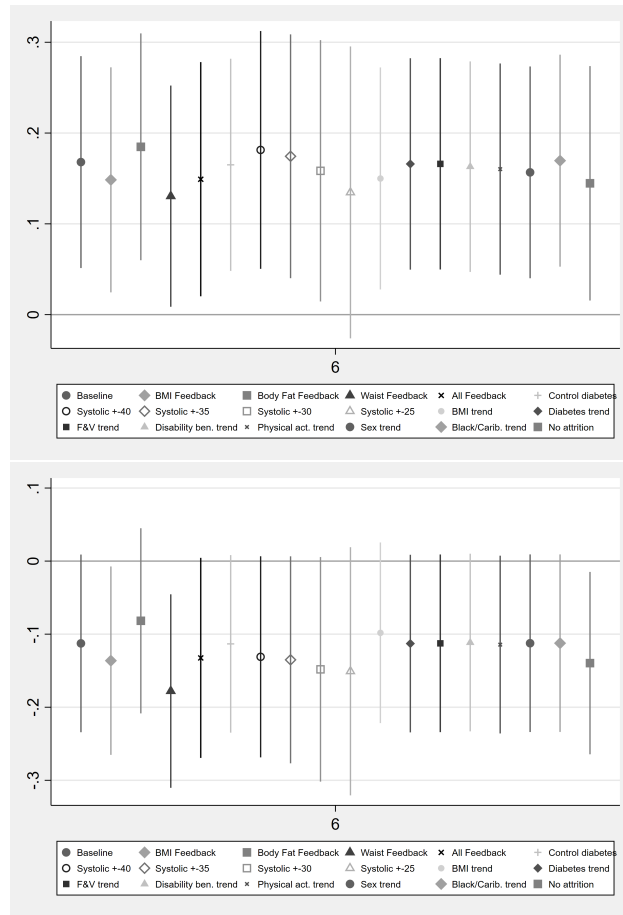 .3
.2
.1
0
6
Baseline BMI Feedback Body Fat Feedback Waist Feedback All Feedback Control diabetes
Systolic +-40 Systolic +-35 Systolic +-30 Systolic +-25 BMI trend Diabetes trend
F&V trend Disability ben. trend Physical act. trend Sex trend Black/Carib. trend No attrition
.1
0
-.1
-.2
-.3
6
Baseline BMI Feedback Body Fat Feedback Waist Feedback All Feedback Control diabetes
Systolic +-40 Systolic +-35 Systolic +-30 Systolic +-25 BMI trend Diabetes trend
F&V trend Disability ben. trend Physical act. trend Sex trend Black/Carib. trend No attrition